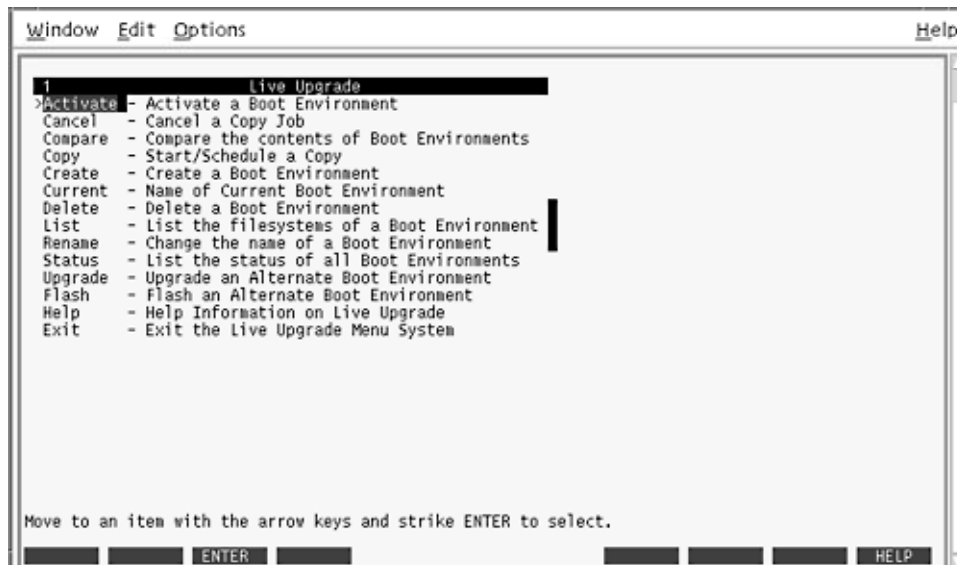 Window Edit Options Help
1 Live Upgrade
>Activate - Activate a Boot Environment
Cancel - Cancel a Copy Job
Compare - Compare the contents of Boot Environments
Copy - Start/Schedule a Copy
Create - Create a Boot Environment
Current - Name of Current Boot Environment
Delete - Delete a Boot Environment
List - List the filesystems of a Boot Environment
Rename - Change the name of a Boot Environment
Status - List the status of all Boot Environments
Upgrade - Upgrade an Alternate Boot Environment
Flash - Flash an Alternate Boot Environment
Help - Help Information on Live Upgrade
Exit - Exit the Live Upgrade Menu System
Move to an item with the arrow keys and strike ENTER to select.
ENTER HELP